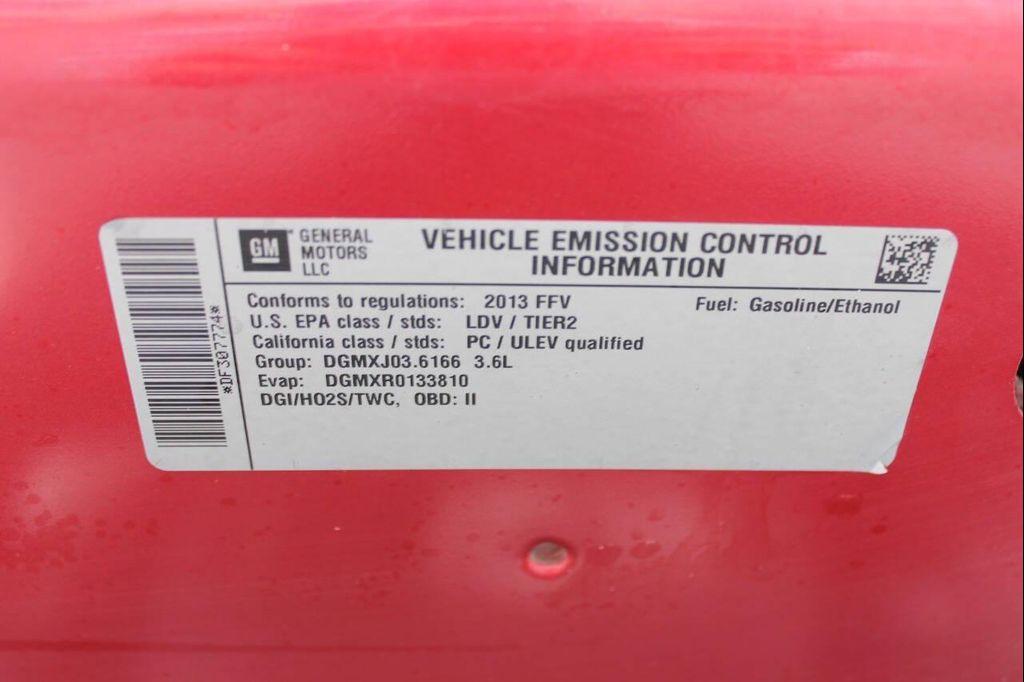 GM GENERAL MOTORS LLC
VEHICLE EMISSION CONTROL
INFORMATION
Conforms to regulations: 2013 FFV Fuel: Gasoline/Ethanol
U.S. EPA class / stds: LDV / TIER2
California class / stds: PC / ULEV qualified
Group: DGMXJ03.6166 3.6L
Evap: DGMXR0133810
DGI/HO2S/TWC, OBD: II
*DF307774*